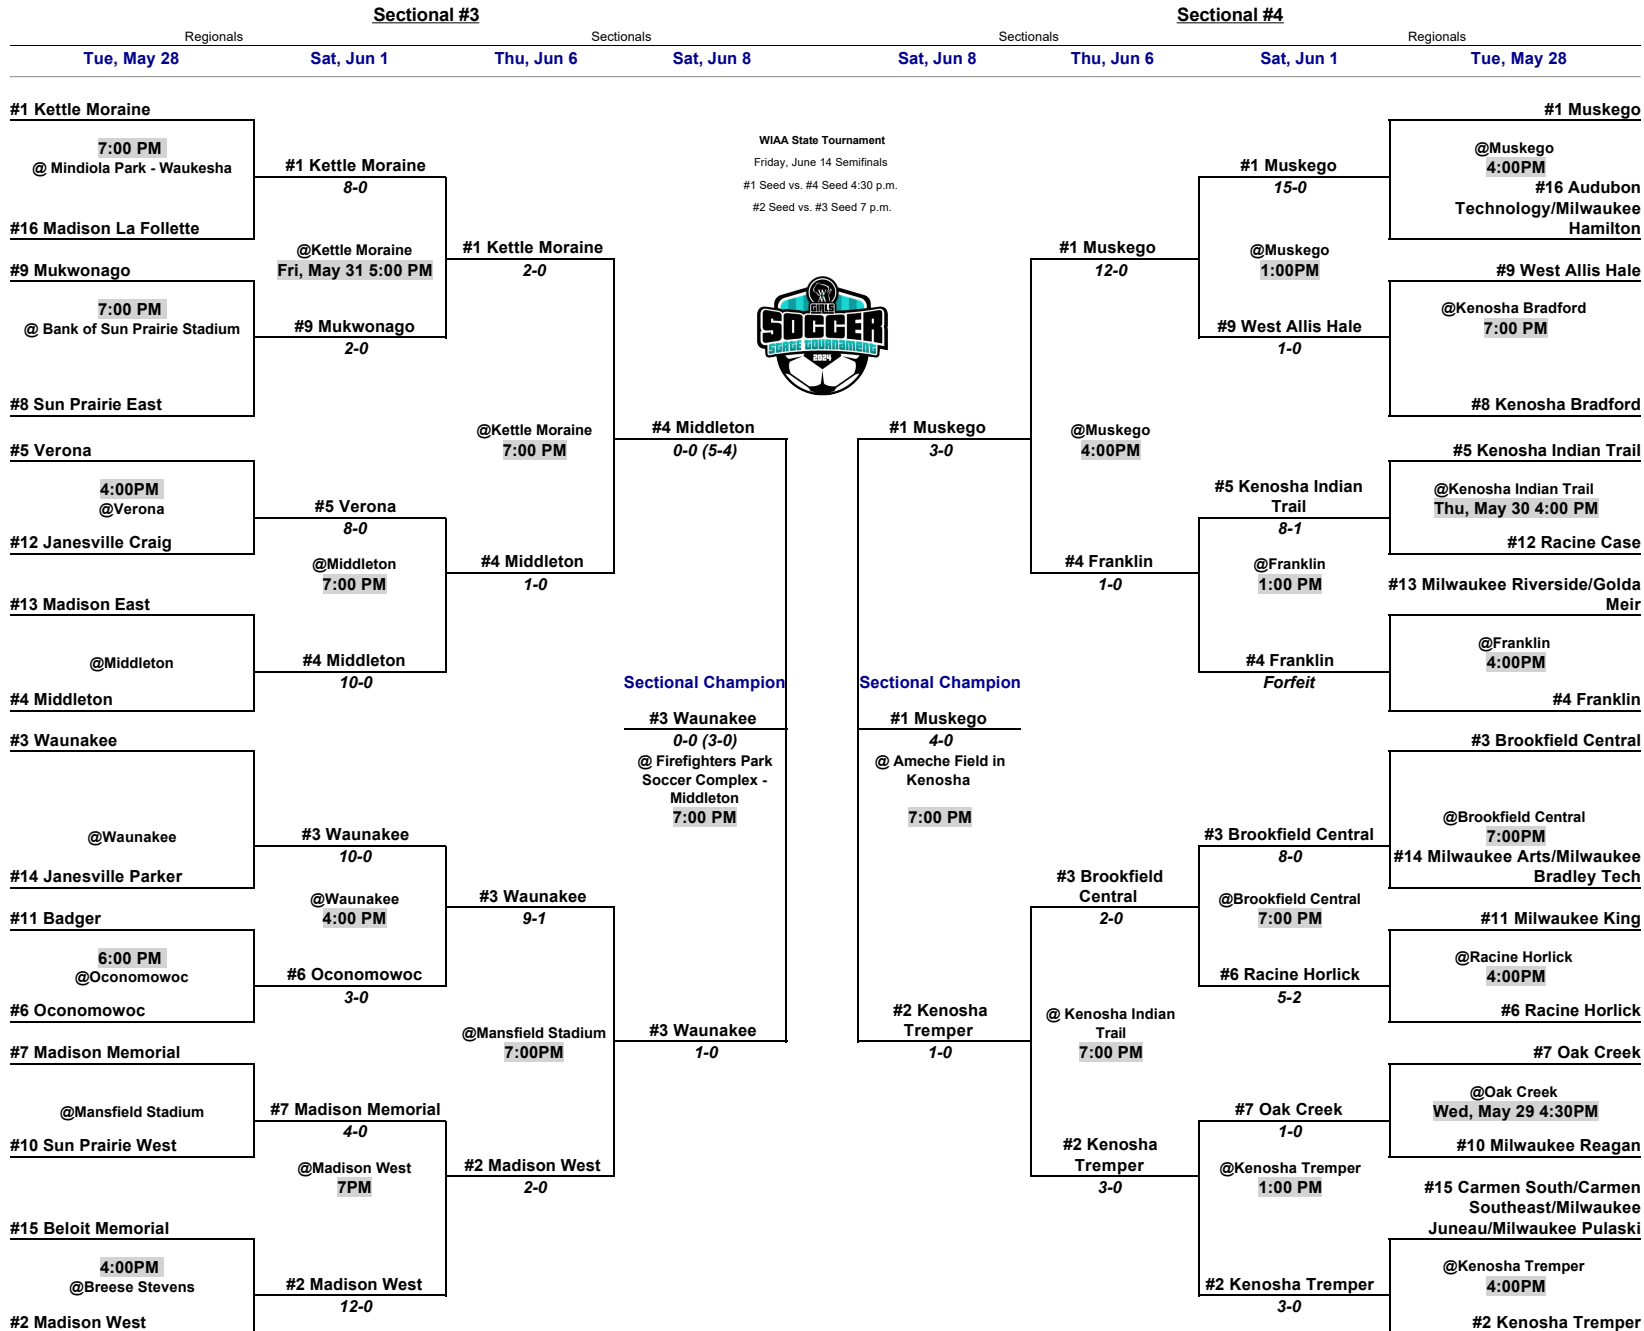 Sectional #3
Sectional #4
Regionals
Sectionals
Sectionals
Regionals
Tue, May 28
Sat, Jun 1
Thu, Jun 6
Sat, Jun 8
Sat, Jun 8
Thu, Jun 6
Sat, Jun 1
Tue, May 28
#1 Kettle Moraine
7:00 PM
@ Mindiola Park - Waukesha
#16 Madison La Follette
#9 Mukwonago
7:00 PM
@ Bank of Sun Prairie Stadium
#8 Sun Prairie East
#5 Verona
4:00PM
@Verona
#12 Janesville Craig
#13 Madison East
@Middleton
#4 Middleton
#3 Waunakee
@Waunakee
#14 Janesville Parker
#11 Badger
6:00 PM
@Oconomowoc
#6 Oconomowoc
#7 Madison Memorial
@Mansfield Stadium
#10 Sun Prairie West
#15 Beloit Memorial
4:00PM
@Breese Stevens
#2 Madison West
#1 Kettle Moraine
8-0
@Kettle Moraine
Fri, May 31 5:00 PM
#9 Mukwonago
2-0
#5 Verona
8-0
@Middleton
7:00 PM
#4 Middleton
10-0
#3 Waunakee
10-0
@Waunakee
4:00 PM
#6 Oconomowoc
3-0
#7 Madison Memorial
4-0
@Madison West
7PM
#2 Madison West
12-0
#1 Kettle Moraine
2-0
@Kettle Moraine
7:00 PM
#4 Middleton
1-0
#3 Waunakee
9-1
@Mansfield Stadium
7:00PM
#2 Madison West
2-0
#4 Middleton
0-0 (5-4)
Sectional Champion
#3 Waunakee
0-0 (3-0)
@ Firefighters Park
Soccer Complex -
Middleton
7:00 PM
#3 Waunakee
1-0
WIAA State Tournament
Friday, June 14 Semifinals
#1 Seed vs. #4 Seed 4:30 p.m.
#2 Seed vs. #3 Seed 7 p.m.
GIRLS
SOCCER
STATE TOURNAMENT
2024
#1 Muskego
3-0
Sectional Champion
#1 Muskego
4-0
@ Ameche Field in
Kenosha
7:00 PM
#2 Kenosha
Tremper
1-0
#1 Muskego
12-0
@Muskego
4:00PM
#4 Franklin
1-0
#3 Brookfield
Central
2-0
@ Kenosha Indian
Trail
7:00 PM
#2 Kenosha
Tremper
3-0
#1 Muskego
15-0
@Muskego
1:00PM
#9 West Allis Hale
1-0
#5 Kenosha Indian
Trail
8-1
@Franklin
1:00 PM
#4 Franklin
Forfeit
#3 Brookfield Central
8-0
@Brookfield Central
7:00 PM
#6 Racine Horlick
5-2
#7 Oak Creek
1-0
@Kenosha Tremper
1:00 PM
#2 Kenosha Tremper
3-0
#1 Muskego
@Muskego
4:00PM
#16 Audubon
Technology/Milwaukee
Hamilton
#9 West Allis Hale
@Kenosha Bradford
7:00 PM
#8 Kenosha Bradford
#5 Kenosha Indian Trail
@Kenosha Indian Trail
Thu, May 30 4:00 PM
#12 Racine Case
#13 Milwaukee Riverside/Golda
Meir
@Franklin
4:00PM
#4 Franklin
#3 Brookfield Central
@Brookfield Central
7:00PM
#14 Milwaukee Arts/Milwaukee
Bradley Tech
#11 Milwaukee King
@Racine Horlick
4:00PM
#6 Racine Horlick
#7 Oak Creek
@Oak Creek
Wed, May 29 4:30PM
#10 Milwaukee Reagan
#15 Carmen South/Carmen
Southeast/Milwaukee
Juneau/Milwaukee Pulaski
@Kenosha Tremper
4:00PM
#2 Kenosha Tremper